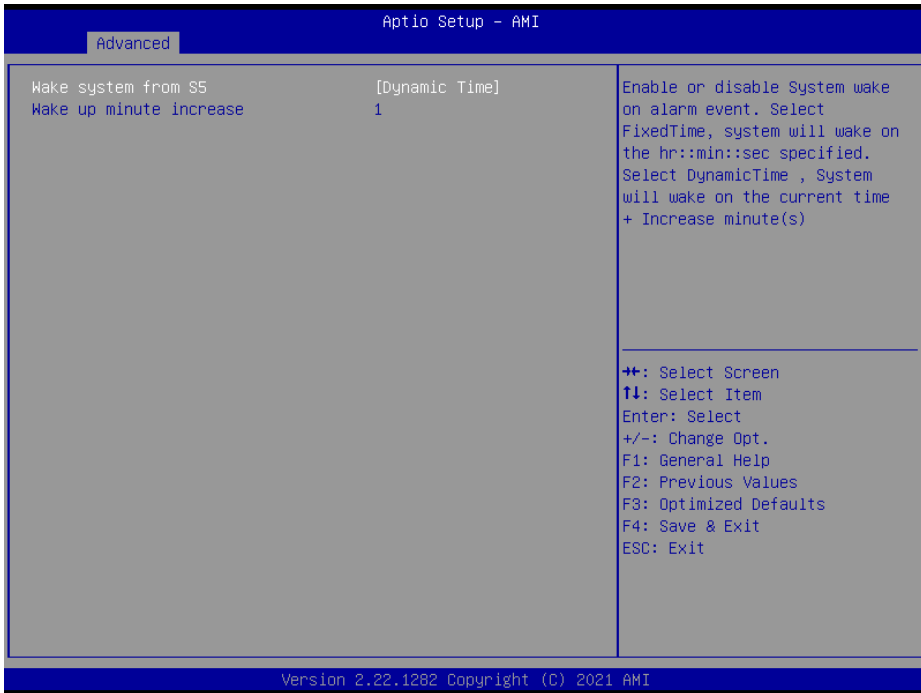 Aptio Setup – AMI
Advanced
Wake system from S5 [Dynamic Time]
Wake up minute increase 1
Enable or disable System wake
on alarm event. Select
FixedTime, system will wake on
the hr::min::sec specified.
Select DynamicTime , System
will wake on the current time
+ Increase minute(s)
→←: Select Screen
↑↓: Select Item
Enter: Select
+/-: Change Opt.
F1: General Help
F2: Previous Values
F3: Optimized Defaults
F4: Save & Exit
ESC: Exit
Version 2.22.1282 Copyright (C) 2021 AMI